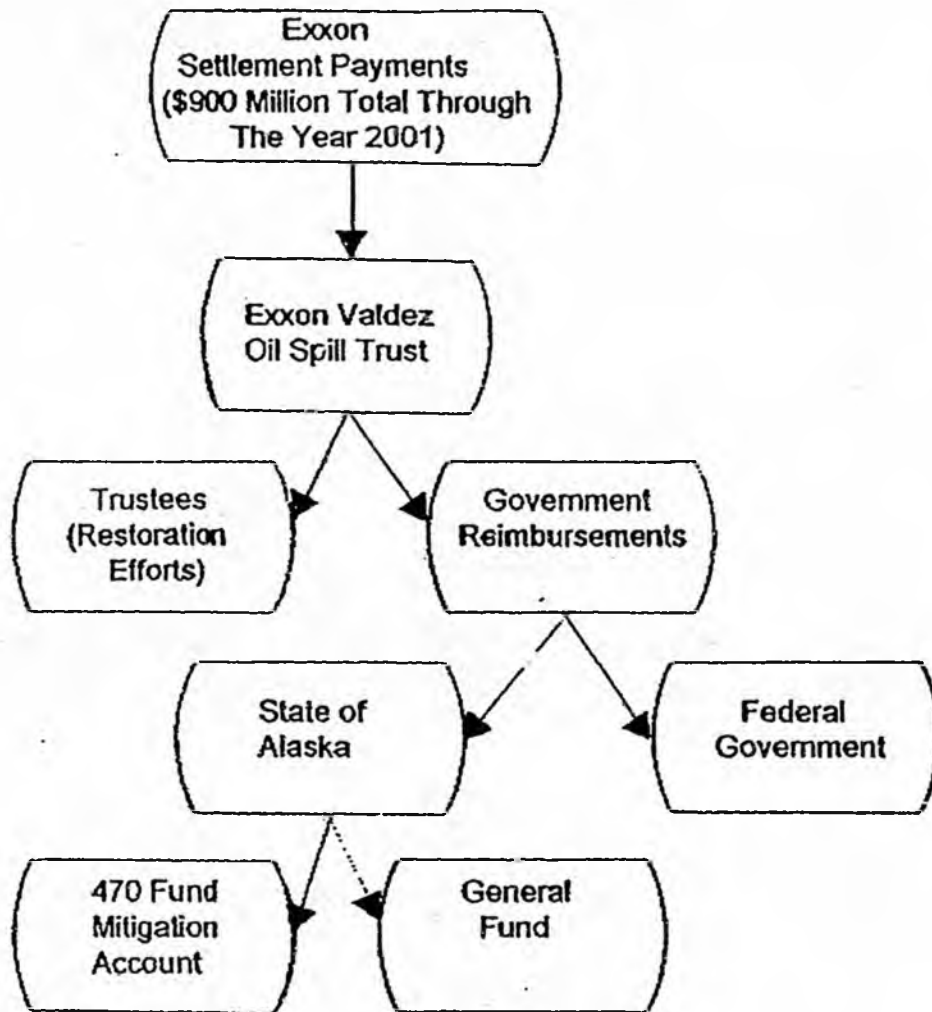 Exxon
Settlement Payments
($900 Million Total Through
The Year 2001)
Exxon Valdez
Oil Spill Trust
Trustees
(Restoration
Efforts)
Government
Reimbursements
State of
Alaska
Federal
Government
470 Fund
Mitigation
Account
General
Fund